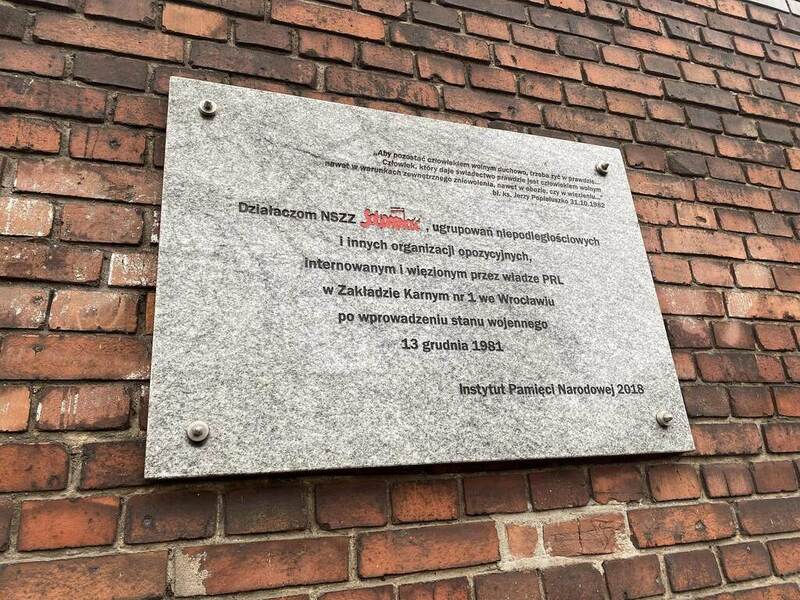 „Aby pozostać człowiekiem wolnym duchowo, trzeba żyć w prawdzie...
Człowiek, który daje świadectwo prawdzie jest człowiekiem wolnym
nawet w warunkach zewnętrznego zniewolenia, nawet w obozie, czy w więzieniu...”
bł. ks. Jerzy Popiełuszko 31.10.1982
Działaczom NSZZ Solidarność, ugrupowań niepodległościowych
i innych organizacji opozycyjnych,
internowanym i więzionym przez władze PRL
w Zakładzie Karnym nr 1 we Wrocławiu
po wprowadzeniu stanu wojennego
13 grudnia 1981
Instytut Pamięci Narodowej 2018